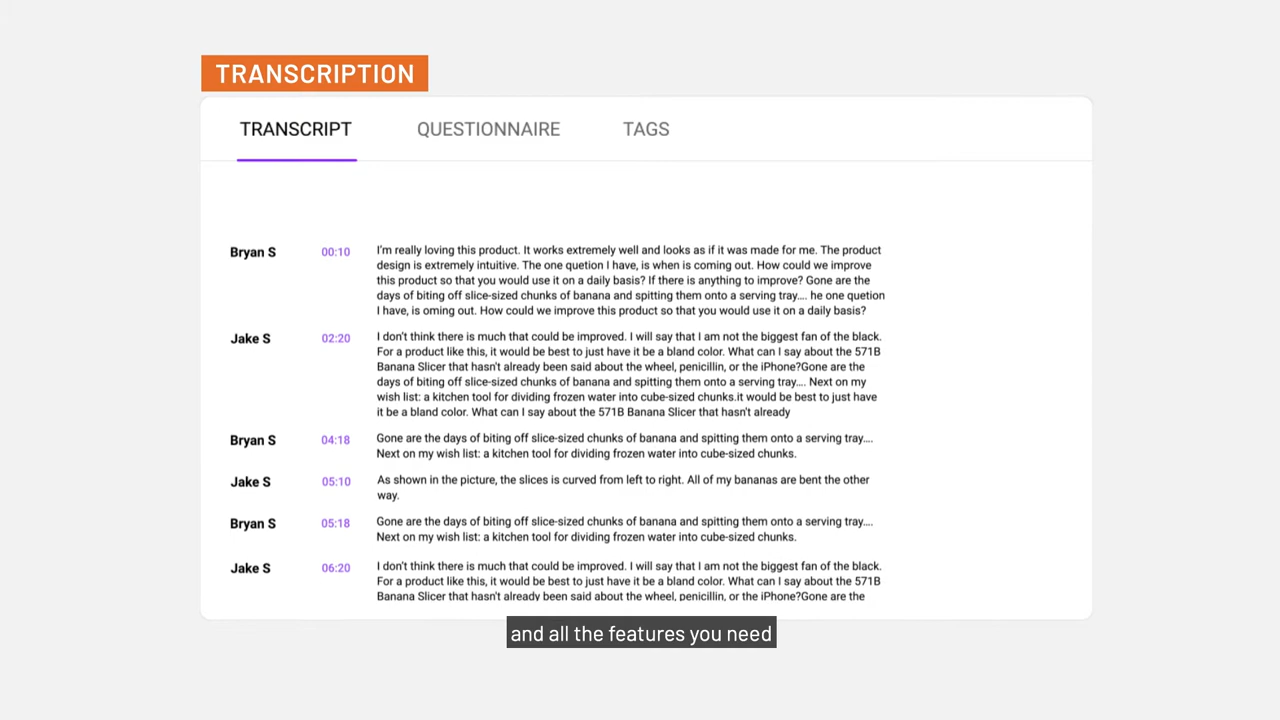 TRANSCRIPTION
TRANSCRIPT QUESTIONNAIRE TAGS
Bryan S 00:10 I'm really loving this product. It works extremely well and looks as if it was made for me. The product
design is extremely intuitive. The one quetion I have, is when is coming out. How could we improve
this product so that you would use it on a daily basis? If there is anything to improve? Gone are the
days of biting off slice-sized chunks of banana and spitting them onto a serving tray.... he one quetion
I have, is oming out. How could we improve this product so that you would use it on a daily basis?
Jake S 02:20 I don't think there is much that could be improved. I will say that I am not the biggest fan of the black.
For a product like this, it would be best to just have it be a bland color. What can I say about the 571B
Banana Slicer that hasn't already been said about the wheel, penicillin, or the iPhone?Gone are the
days of biting off slice-sized chunks of banana and spitting them onto a serving tray.... Next on my
wish list: a kitchen tool for dividing frozen water into cube-sized chunks.it would be best to just have
it be a bland color. What can I say about the 571B Banana Slicer that hasn't already
Bryan S 04:18 Gone are the days of biting off slice-sized chunks of banana and spitting them onto a serving tray....
Next on my wish list: a kitchen tool for dividing frozen water into cube-sized chunks.
Jake S 05:10 As shown in the picture, the slices is curved from left to right. All of my bananas are bent the other
way.
Bryan S 05:18 Gone are the days of biting off slice-sized chunks of banana and spitting them onto a serving tray....
Next on my wish list: a kitchen tool for dividing frozen water into cube-sized chunks.
Jake S 06:20 I don't think there is much that could be improved. I will say that I am not the biggest fan of the black.
For a product like this, it would be best to just have it be a bland color. What can I say about the 571B
Banana Slicer that hasn't already been said about the wheel, penicillin, or the iPhone?Gone are the
and all the features you need